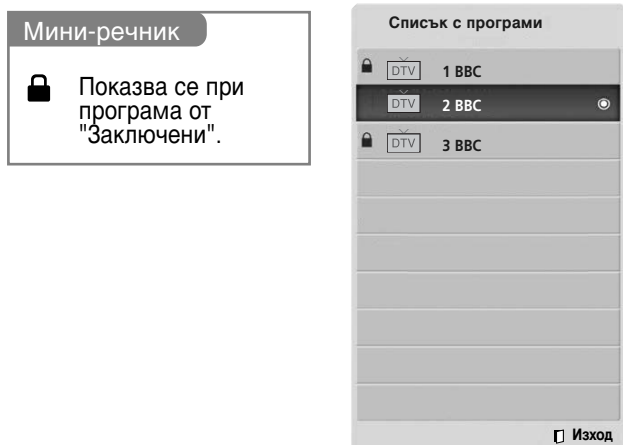 Мини-речник
Показва се при
програма от
"Заключени".
Списък с програми
DTV 1 BBC
DTV 2 BBC
DTV 3 BBC
Изход